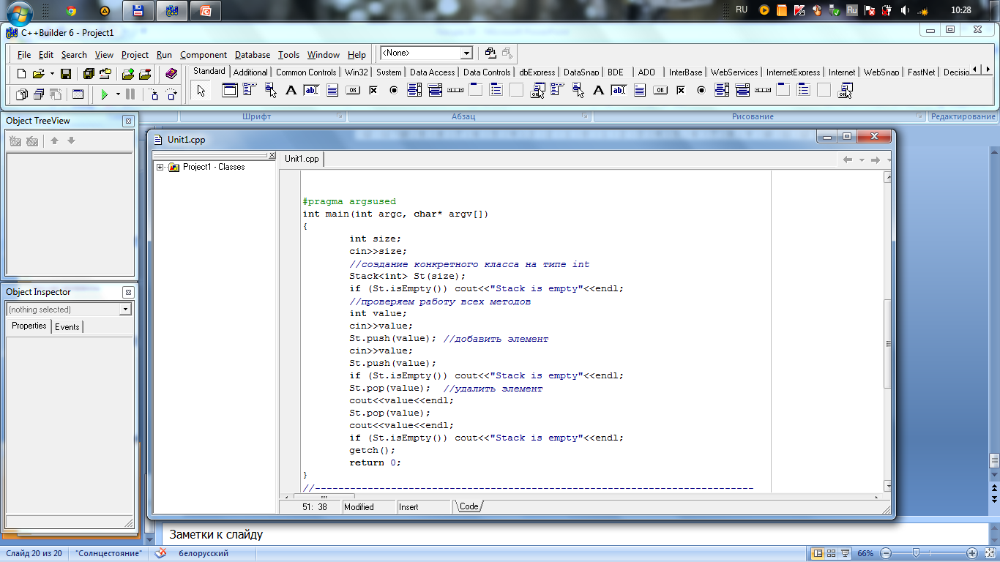 RU
Ru
10:28
C++Builder 6 - Project1
File Edit Search View Project Run Component Database Tools Window Help
<None>
Standard Additional Common Controls Win32 System Data Access Data Controls dbExpress DataSnap BDE ADO InterBase WebServices InternetExpress Internet WebSnap FastNet Decisio
Шрифт
Абзац
Рисование
Редактирование
Object TreeView
Object Inspector
(nothing selected)
Properties Events
Unit1.cpp
Project1 - Classes
Unit1.cpp
#pragma argsused
int main(int argc, char* argv[])
{
int size;
cin>>size;
//создание конкретного класса на типе int
Stack<int> St(size);
if (St.isEmpty()) cout<<"Stack is empty"<<endl;
//проверяем работу всех методов
int value;
cin>>value;
St.push(value); //добавить элемент
cin>>value;
St.push(value);
if (St.isEmpty()) cout<<"Stack is empty"<<endl;
St.pop(value); //удалить элемент
cout<<value<<endl;
St.pop(value);
cout<<value<<endl;
if (St.isEmpty()) cout<<"Stack is empty"<<endl;
getch();
return 0;
}
//---------------------------------------------------------------------------
51: 38 Modified Insert Code
Заметки к слайду
Слайд 20 из 20 "Солнцестояние" белорусский 66%